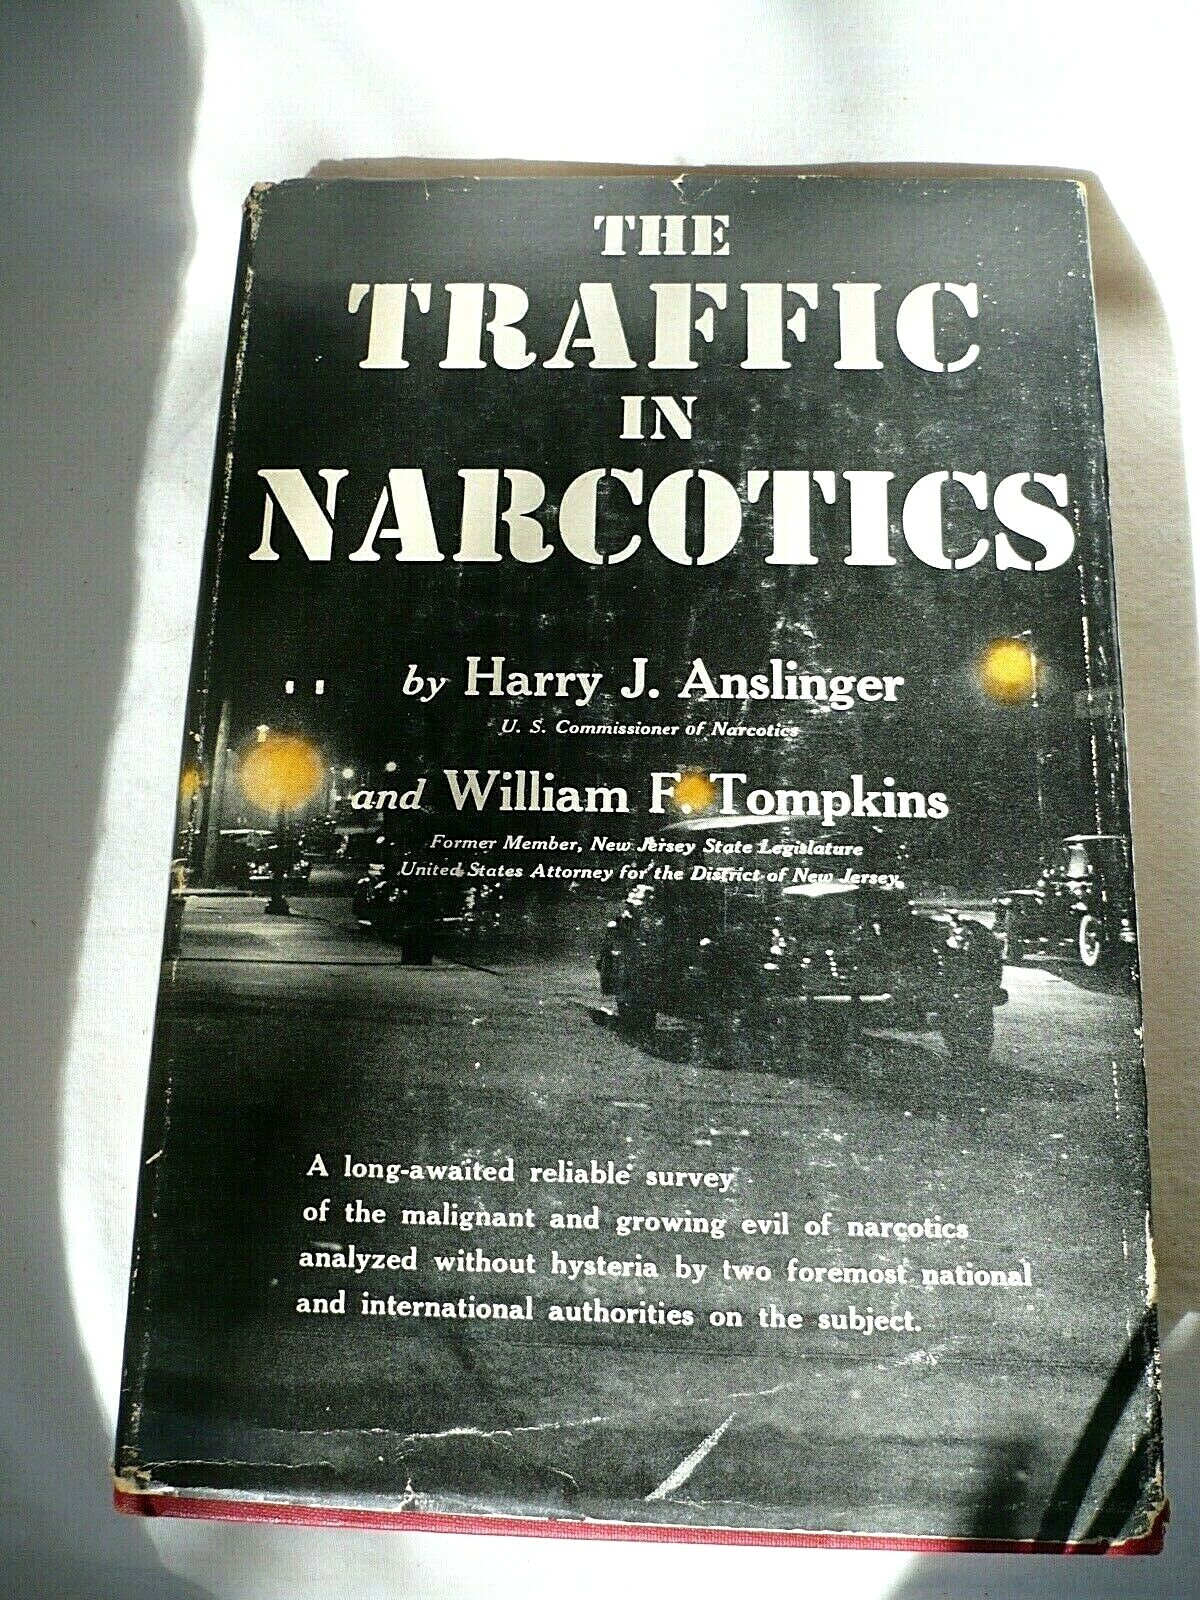 THE
TRAFFIC
IN
NARCOTICS
by Harry J. Anslinger
U. S. Commissioner of Narcotics
and William F. Tompkins
Former Member, New Jersey State Legislature
United States Attorney for the District of New Jersey
A long-awaited reliable survey
of the malignant and growing evil of narcotics
analyzed without hysteria by two foremost national
and international authorities on the subject.